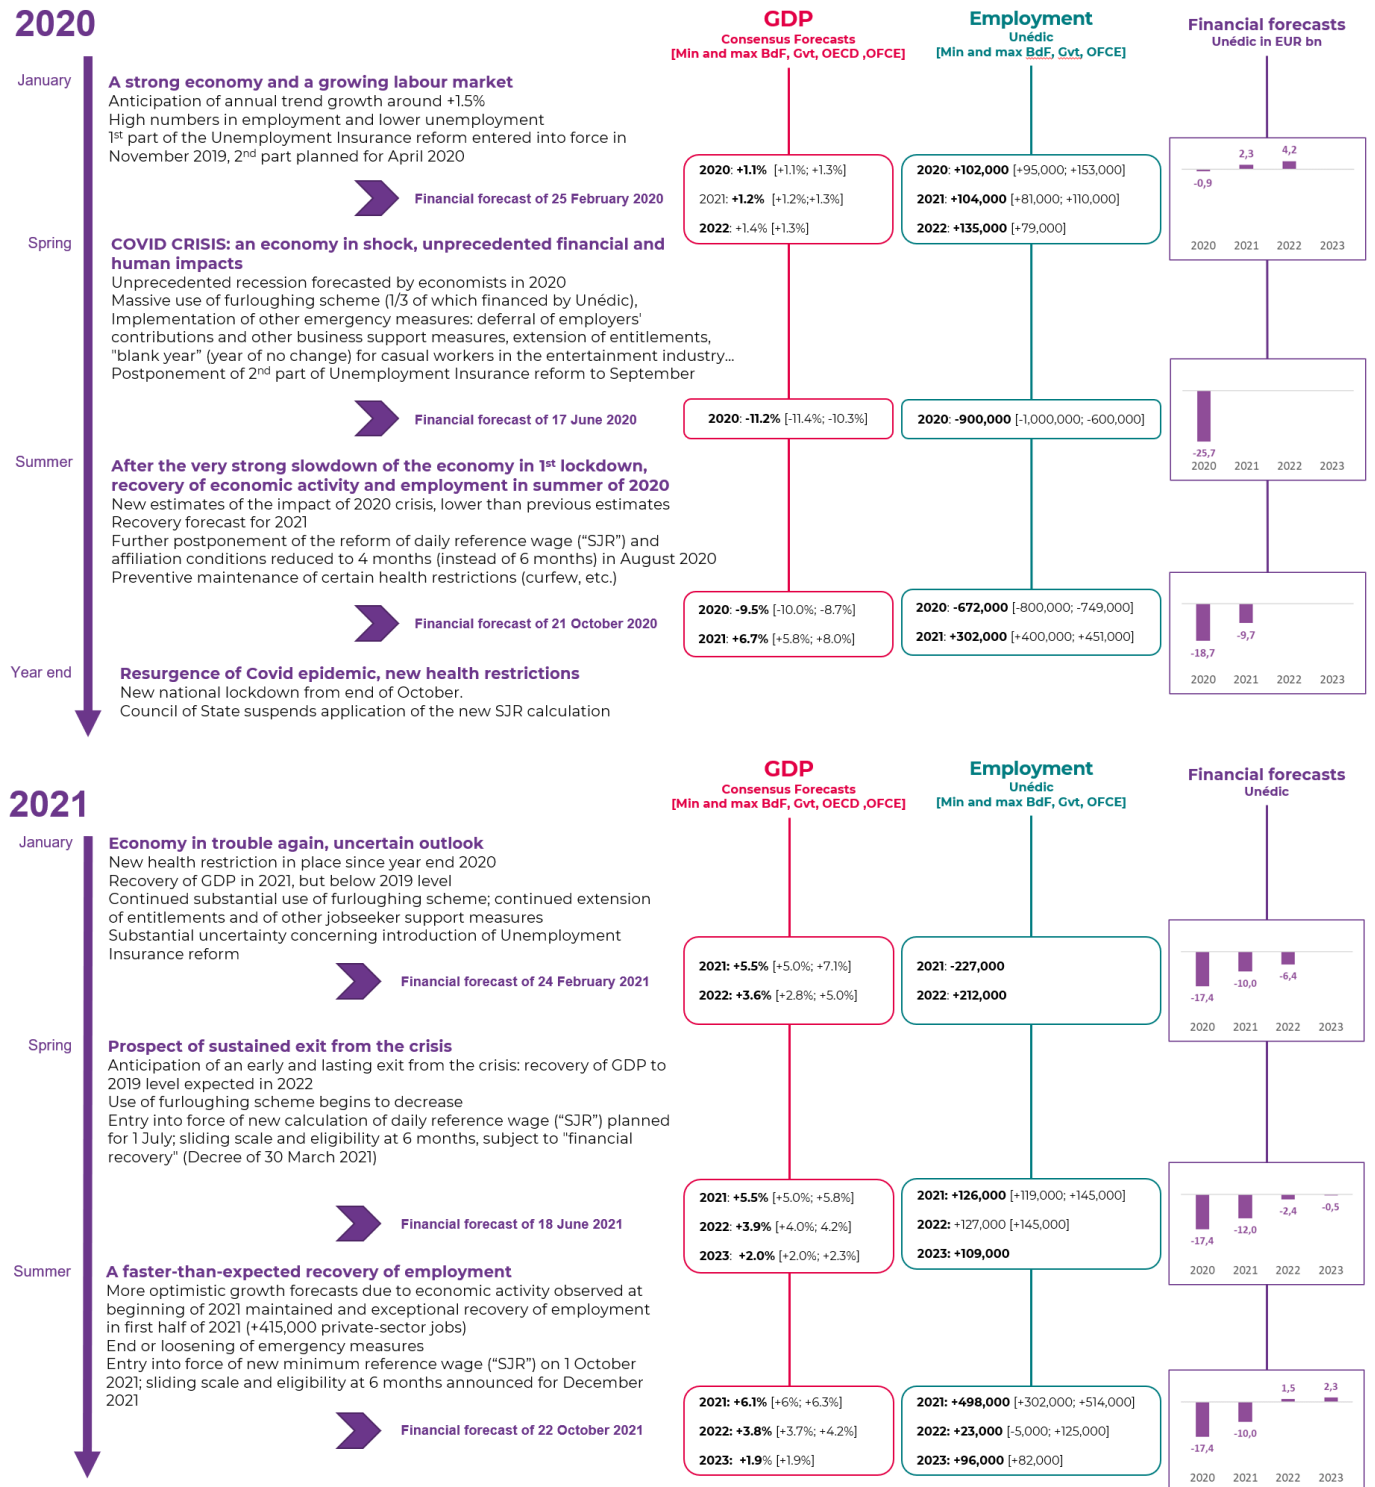 2020
GDP
Consensus Forecasts
[Min and max BdF, Gvt, OECD ,OFCE]
Employment
Unédic
[Min and max BdF, Gvt, OFCE]
Financial forecasts
Unédic in EUR bn
January
A strong economy and a growing labour market
Anticipation of annual trend growth around +1.5%
High numbers in employment and lower unemployment
1st part of the Unemployment Insurance reform entered into force in
November 2019, 2nd part planned for April 2020
Financial forecast of 25 February 2020
2020: +1.1% [+1.1%; +1.3%]
2021: +1.2% [+1.2%;+1.3%]
2022: +1.4% [+1.3%]
2020: +102,000 [+95,000; +153,000]
2021: +104,000 [+81,000; +110,000]
2022: +135,000 [+79,000]
-0,9
2,3
4,2
2020 2021 2022 2023
Spring
COVID CRISIS: an economy in shock, unprecedented financial and
human impacts
Unprecedented recession forecasted by economists in 2020
Massive use of furloughing scheme (1/3 of which financed by Unédic),
Implementation of other emergency measures: deferral of employers'
contributions and other business support measures, extension of entitlements,
"blank year” (year of no change) for casual workers in the entertainment industry...
Postponement of 2nd part of Unemployment Insurance reform to September
Financial forecast of 17 June 2020
2020: -11.2% [-11.4%; -10.3%]
2020: -900,000 [-1,000,000; -600,000]
-25,7
2020 2021 2022 2023
Summer
After the very strong slowdown of the economy in 1st lockdown,
recovery of economic activity and employment in summer of 2020
New estimates of the impact of 2020 crisis, lower than previous estimates
Recovery forecast for 2021
Further postponement of the reform of daily reference wage (“SJR”) and
affiliation conditions reduced to 4 months (instead of 6 months) in August 2020
Preventive maintenance of certain health restrictions (curfew, etc.)
Financial forecast of 21 October 2020
2020: -9.5% [-10.0%; -8.7%]
2021: +6.7% [+5.8%; +8.0%]
2020: -672,000 [-800,000; -749,000]
2021: +302,000 [+400,000; +451,000]
-18,7
-9,7
2020 2021 2022 2023
Year end
Resurgence of Covid epidemic, new health restrictions
New national lockdown from end of October.
Council of State suspends application of the new SJR calculation
2021
GDP
Consensus Forecasts
[Min and max BdF, Gvt, OECD ,OFCE]
Employment
Unédic
[Min and max BdF, Gvt, OFCE]
Financial forecasts
Unédic
January
Economy in trouble again, uncertain outlook
New health restriction in place since year end 2020
Recovery of GDP in 2021, but below 2019 level
Continued substantial use of furloughing scheme; continued extension
of entitlements and of other jobseeker support measures
Substantial uncertainty concerning introduction of Unemployment
Insurance reform
Financial forecast of 24 February 2021
2021: +5.5% [+5.0%; +7.1%]
2022: +3.6% [+2.8%; +5.0%]
2021: -227,000
2022: +212,000
-17,4
-10,0
-6,4
2020 2021 2022 2023
Spring
Prospect of sustained exit from the crisis
Anticipation of an early and lasting exit from the crisis: recovery of GDP to
2019 level expected in 2022
Use of furloughing scheme begins to decrease
Entry into force of new calculation of daily reference wage (“SJR”) planned
for 1 July; sliding scale and eligibility at 6 months, subject to "financial
recovery" (Decree of 30 March 2021)
Financial forecast of 18 June 2021
2021: +5.5% [+5.0%; +5.8%]
2022: +3.9% [+4.0%; 4.2%]
2023: +2.0% [+2.0%; +2.3%]
2021: +126,000 [+119,000; +145,000]
2022: +127,000 [+145,000]
2023: +109,000
-17,4
-12,0
-2,4
-0,5
2020 2021 2022 2023
Summer
A faster-than-expected recovery of employment
More optimistic growth forecasts due to economic activity observed at
beginning of 2021 maintained and exceptional recovery of employment
in first half of 2021 (+415,000 private-sector jobs)
End or loosening of emergency measures
Entry into force of new minimum reference wage (“SJR”) on 1 October
2021; sliding scale and eligibility at 6 months announced for December
2021
Financial forecast of 22 October 2021
2021: +6.1% [+6%; +6.3%]
2022: +3.8% [+3.7%; +4.2%]
2023: +1.9% [+1.9%]
2021: +498,000 [+302,000; +514,000]
2022: +23,000 [-5,000; +125,000]
2023: +96,000 [+82,000]
-17,4
-10,0
1,5
2,3
2020 2021 2022 2023